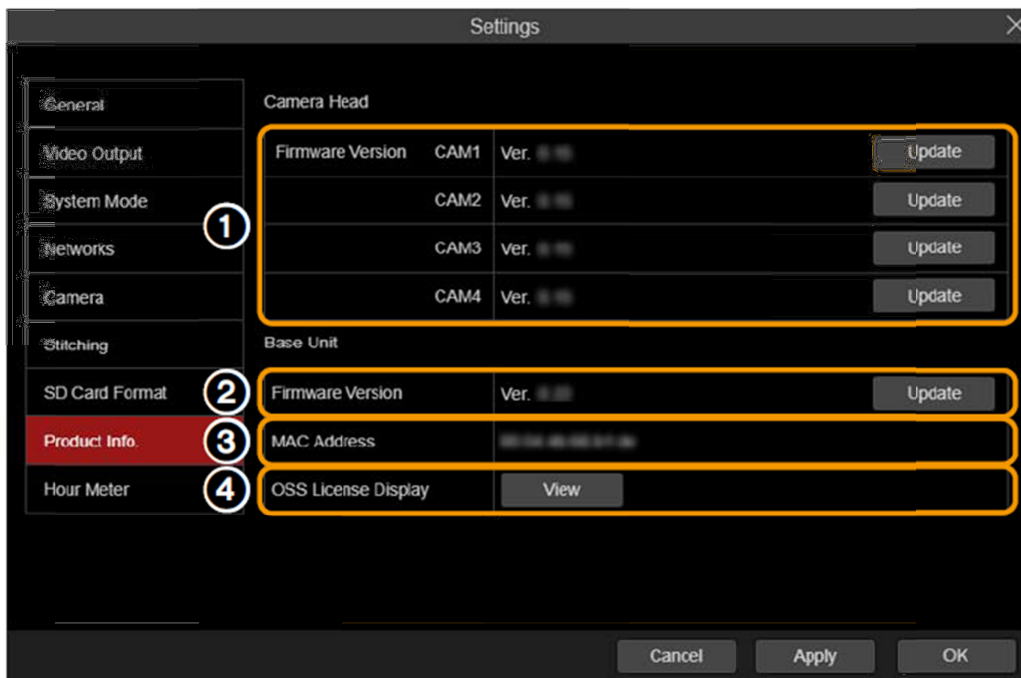 Settings
General
Video Output
System Mode
Networks
Camera
Stitching
SD Card Format
Product Info.
Hour Meter
1
2
3
4
Camera Head
Firmware Version CAM1 Ver. Update
CAM2 Ver. Update
CAM3 Ver. Update
CAM4 Ver. Update
Base Unit
Firmware Version Ver. Update
MAC Address
OSS License Display View
Cancel Apply OK